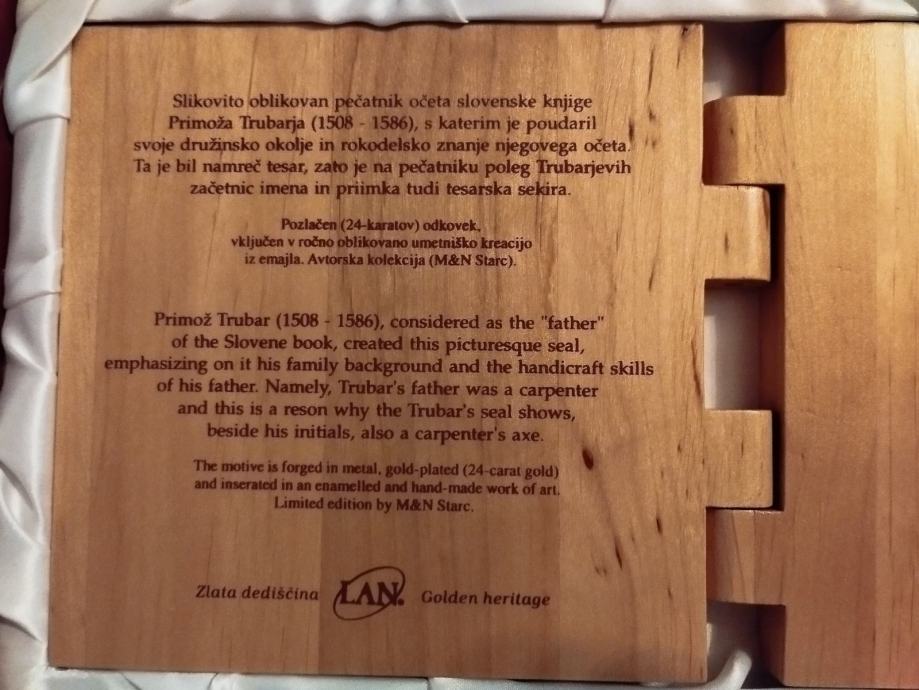 Slikovito oblikovan pečatnik očeta slovenske knjige
Primoža Trubarja (1508 - 1586), s katerim je poudaril
svoje družinsko okolje in rokodelsko znanje njegovega očeta.
Ta je bil namreč tesar, zato je na pečatniku poleg Trubarjevih
začetnic imena in priimka tudi tesarska sekira.
Pozlačen (24-karatov) odkovek,
vključen v ročno oblikovano umetniško kreacijo
iz emajla. Avtorska kolekcija (M&N Starc).
Primož Trubar (1508 - 1586), considered as the "father"
of the Slovene book, created this picturesque seal,
emphasizing on it his family background and the handicraft skills
of his father. Namely, Trubar's father was a carpenter
and this is a reson why the Trubar's seal shows,
beside his initials, also a carpenter's axe.
The motive is forged in metal, gold-plated (24-carat gold)
and inserated in an enamelled and hand-made work of art.
Limited edition by M&N Starc.
Zlata dediščina LAN. Golden heritage